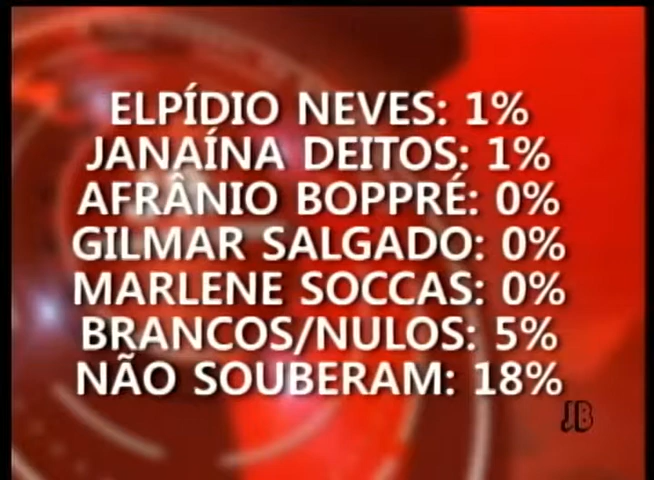 ELPÍDIO NEVES: 1%
JANAÍNA DEITOS: 1%
AFRÂNIO BOPPRÉ: 0%
GILMAR SALGADO: 0%
MARLENE SOCCAS: 0%
BRANCOS/NULOS: 5%
NÃO SOUBERAM: 18%
JB